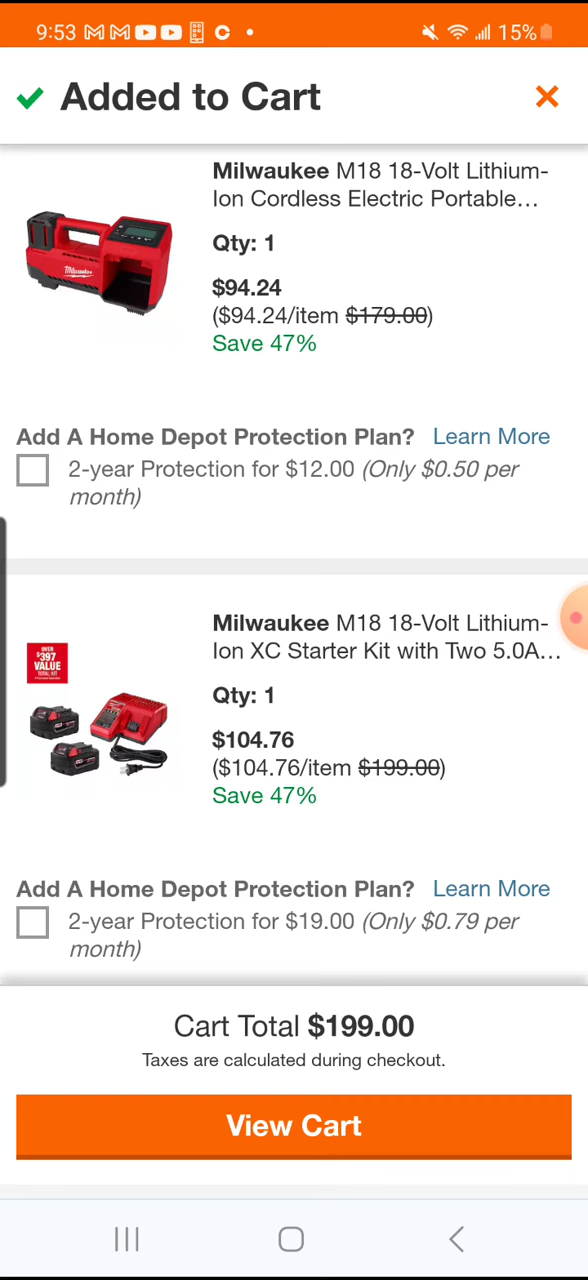 9:53
15%
Added to Cart
Milwaukee M18 18-Volt Lithium-
Ion Cordless Electric Portable...
Qty: 1
$94.24
($94.24/item $179.00)
Save 47%
Milwaukee
Add A Home Depot Protection Plan? Learn More
2-year Protection for $12.00 (Only $0.50 per
month)
Milwaukee M18 18-Volt Lithium-
Ion XC Starter Kit with Two 5.0A...
OVER
$397
VALUE
Qty: 1
$104.76
($104.76/item $199.00)
Save 47%
Add A Home Depot Protection Plan? Learn More
2-year Protection for $19.00 (Only $0.79 per
month)
Cart Total $199.00
Taxes are calculated during checkout.
View Cart